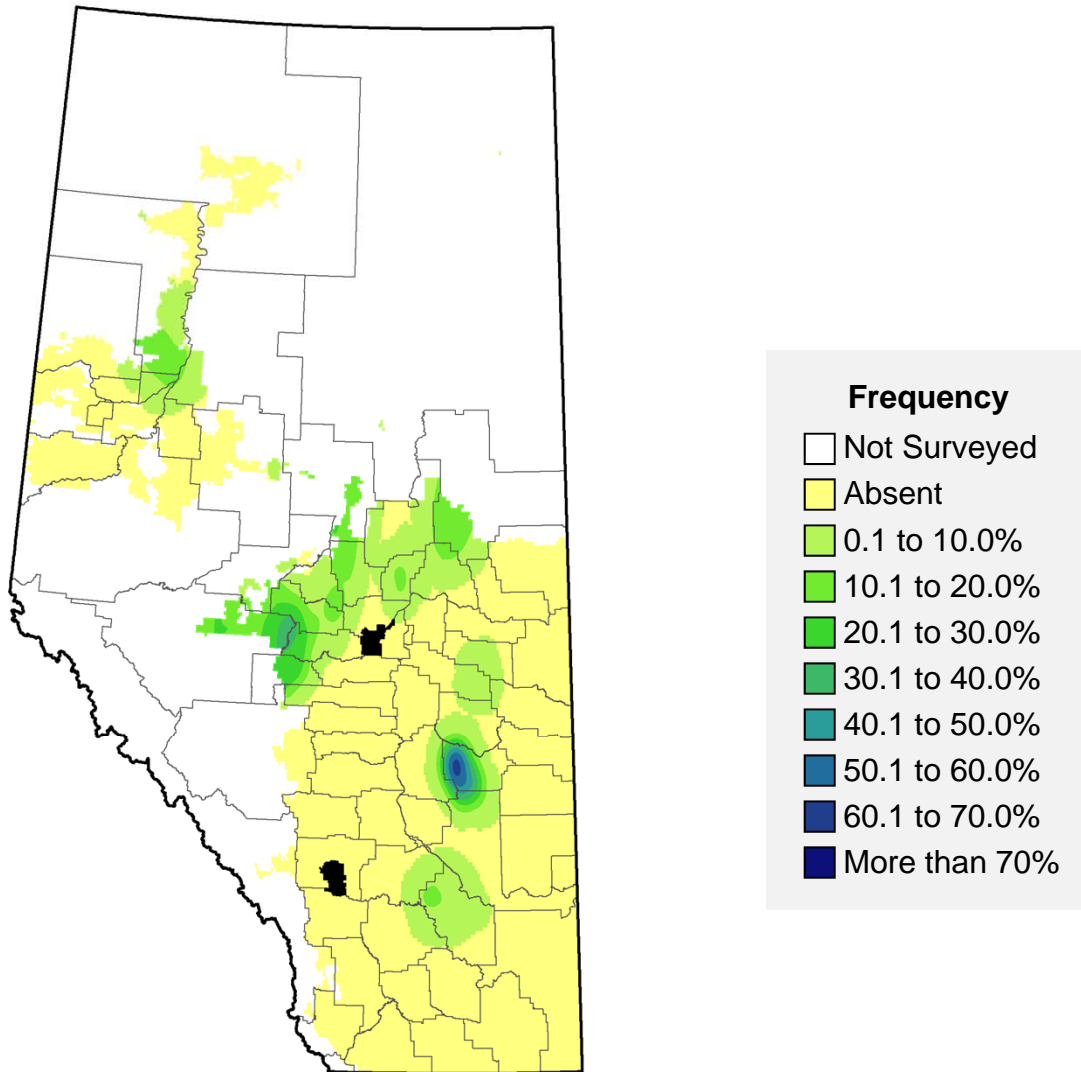 Frequency
Not Surveyed
Absent
0.1 to 10.0%
10.1 to 20.0%
20.1 to 30.0%
30.1 to 40.0%
40.1 to 50.0%
50.1 to 60.0%
60.1 to 70.0%
More than 70%